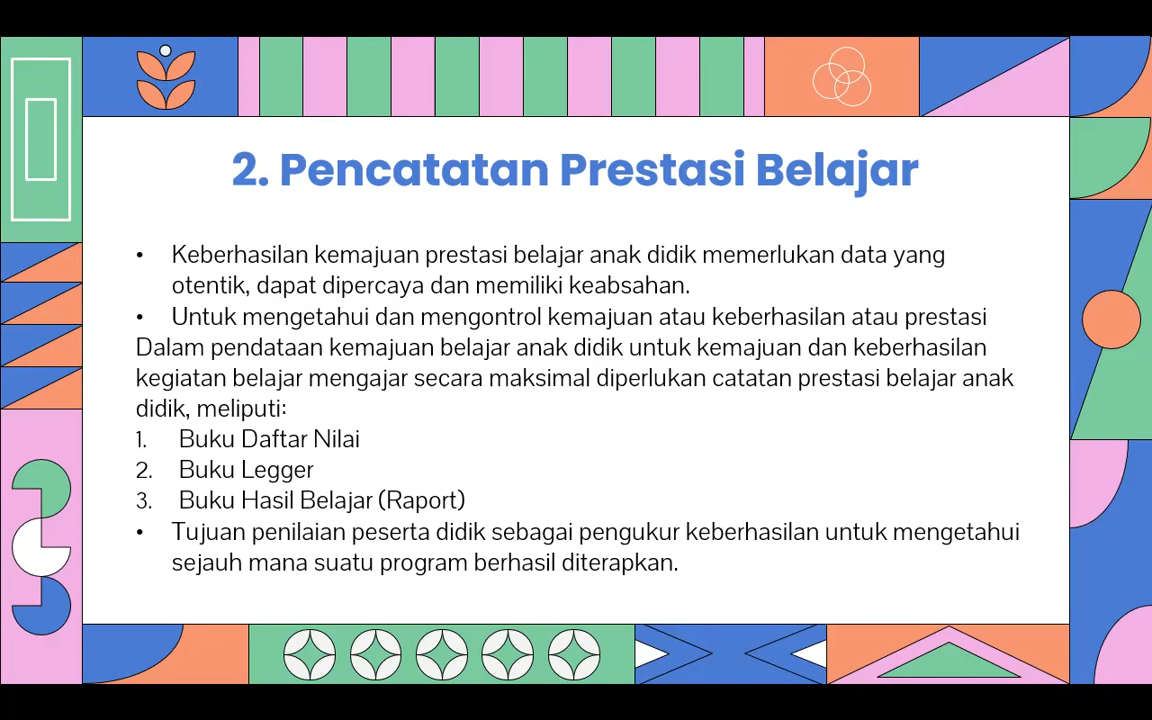 2. Pencatatan Prestasi Belajar
• Keberhasilan kemajuan prestasi belajar anak didik memerlukan data yang
otentik, dapat dipercaya dan memiliki keabsahan.
• Untuk mengetahui dan mengontrol kemajuan atau keberhasilan atau prestasi
Dalam pendataan kemajuan belajar anak didik untuk kemajuan dan keberhasilan
kegiatan belajar mengajar secara maksimal diperlukan catatan prestasi belajar anak
didik, meliputi:
1. Buku Daftar Nilai
2. Buku Legger
3. Buku Hasil Belajar (Raport)
• Tujuan penilaian peserta didik sebagai pengukur keberhasilan untuk mengetahui
sejauh mana suatu program berhasil diterapkan.